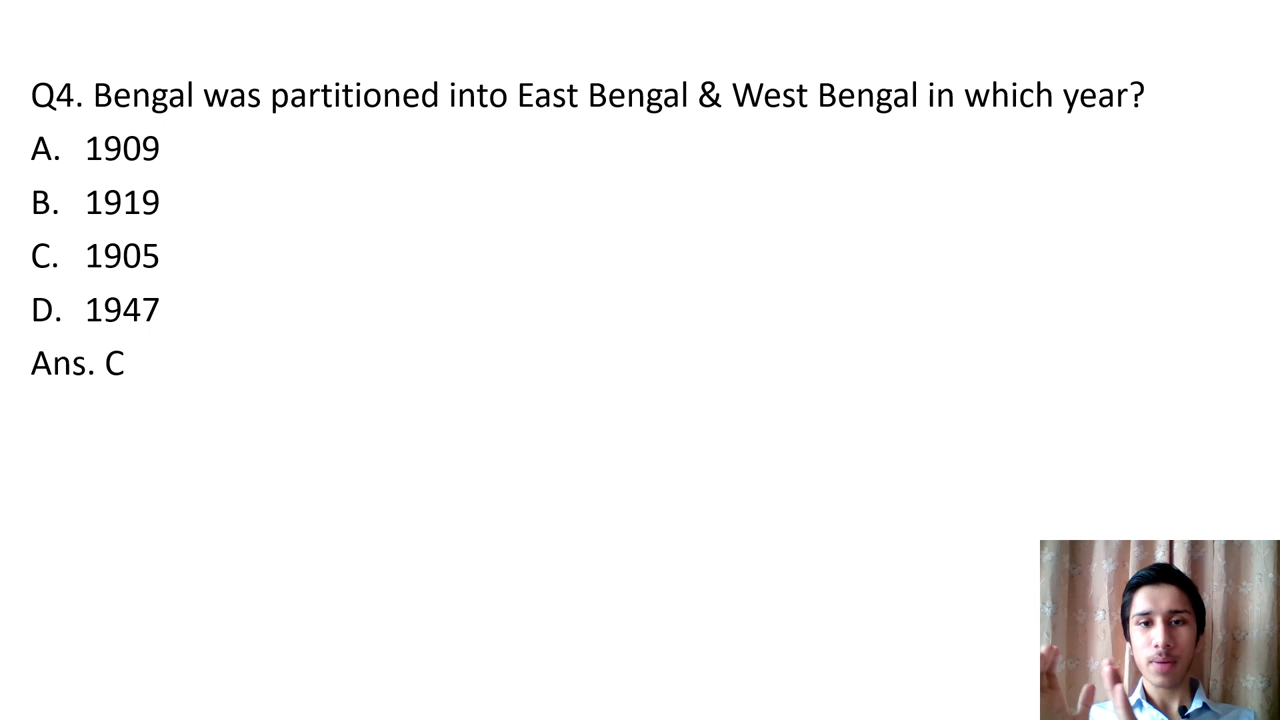 Q4. Bengal was partitioned into East Bengal & West Bengal in which year?
A. 1909
B. 1919
C. 1905
D. 1947
Ans. C